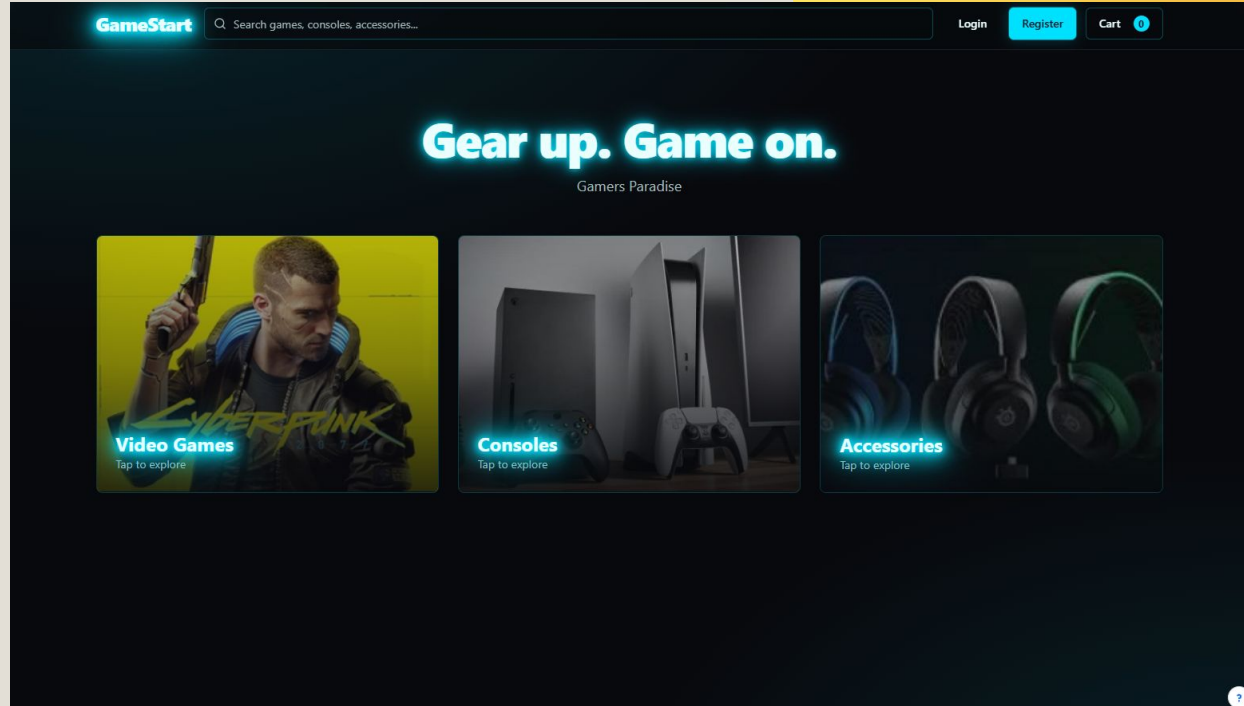 GameStart
Search games, consoles, accessories...
Login
Register
Cart 0
Gear up. Game on.
Gamers Paradise
CYBERPUNK
Video Games
Tap to explore
Consoles
Tap to explore
Accessories
Tap to explore
?